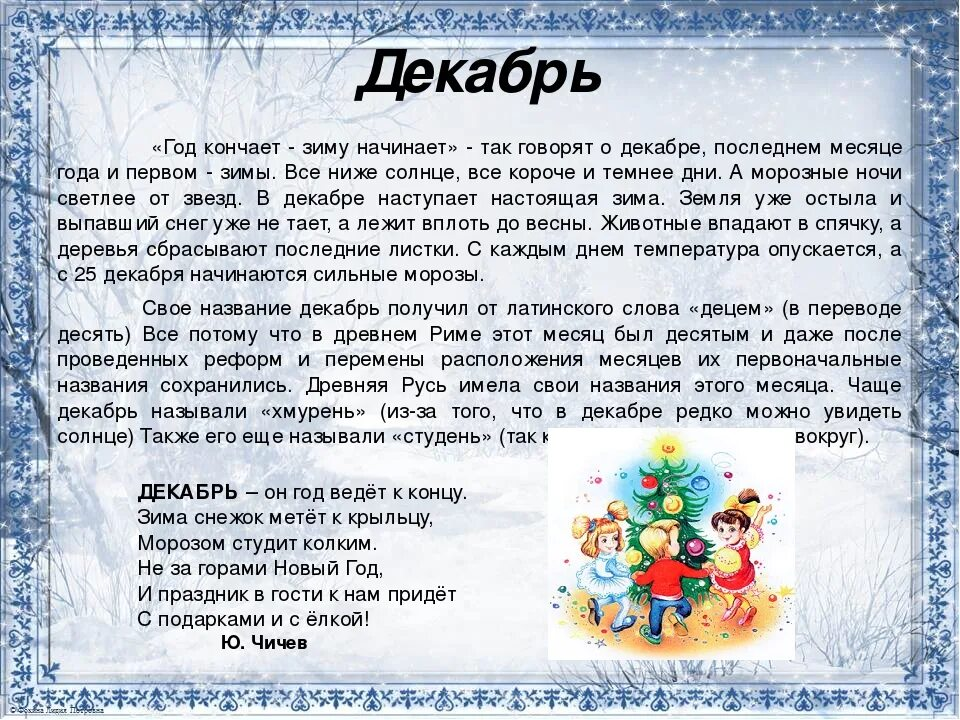 Декабрь
«Год кончает - зиму начинает» - так говорят о декабре, последнем месяце
года и первом - зимы. Все ниже солнце, все короче и темнее дни. А морозные ночи
светлее от звезд. В декабре наступает настоящая зима. Земля уже остыла и
выпавший снег уже не тает, а лежит вплоть до весны. Животные впадают в спячку, а
деревья сбрасывают последние листки. С каждым днем температура опускается, а
с 25 декабря начинаются сильные морозы.
Свое название декабрь получил от латинского слова «децем» (в переводе
десять) Все потому что в древнем Риме этот месяц был десятым и даже после
проведенных реформ и перемены расположения месяцев их первоначальные
названия сохранились. Древняя Русь имела свои названия этого месяца. Чаще
декабрь называли «хмурень» (из-за того, что в декабре редко можно увидеть
солнце) Также его еще называли «студень» (так вокруг).
ДЕКАБРЬ – он год ведёт к концу.
Зима снежок метёт к крыльцу,
Морозом студит колким.
Не за горами Новый Год,
И праздник в гости к нам придёт
С подарками и с ёлкой!
Ю. Чичев
© Фокина Лидия Петровна